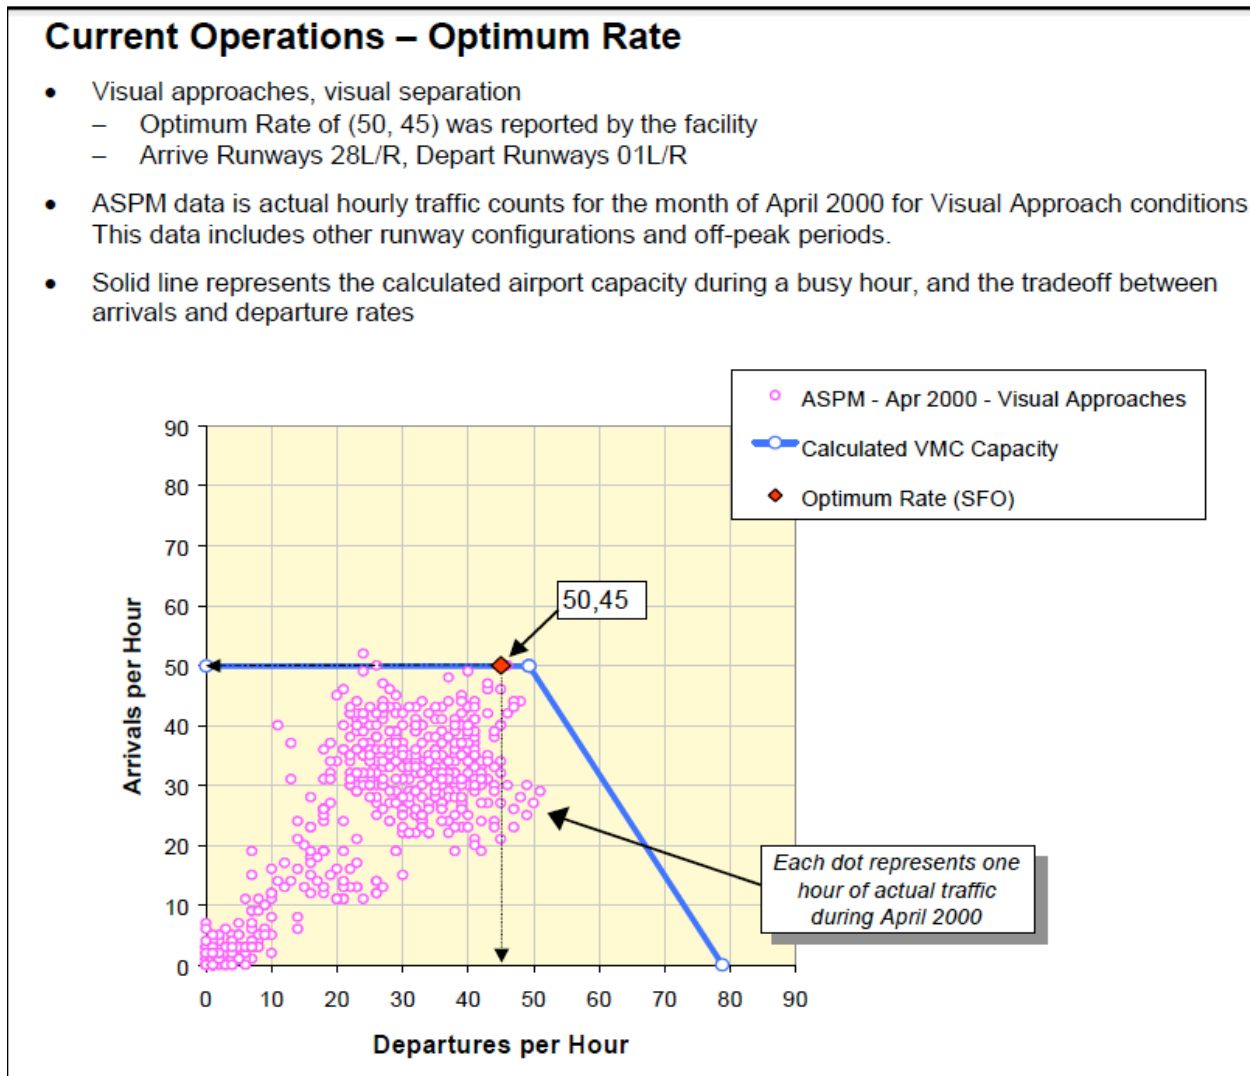 Current Operations – Optimum Rate
• Visual approaches, visual separation
– Optimum Rate of (50, 45) was reported by the facility
– Arrive Runways 28L/R, Depart Runways 01L/R
• ASPM data is actual hourly traffic counts for the month of April 2000 for Visual Approach conditions
This data includes other runway configurations and off-peak periods.
• Solid line represents the calculated airport capacity during a busy hour, and the tradeoff between
arrivals and departure rates
ASPM - Apr 2000 - Visual Approaches
Calculated VMC Capacity
Optimum Rate (SFO)
90
80
70
60
50
40
30
20
10
0
Arrivals per Hour
50,45
Each dot represents one
hour of actual traffic
during April 2000
0 10 20 30 40 50 60 70 80 90
Departures per Hour